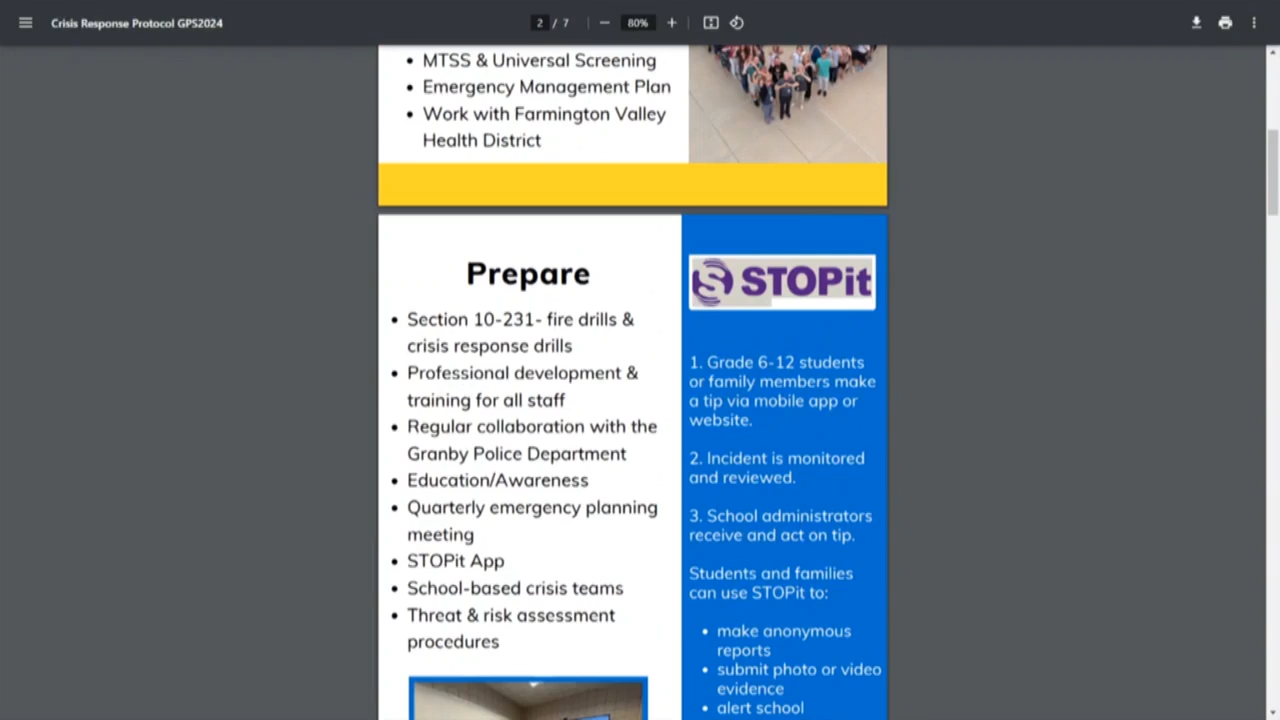 Crisis Response Protocol GPS2024
2 / 7
80%
• MTSS & Universal Screening
• Emergency Management Plan
• Work with Farmington Valley
Health District
Prepare
• Section 10-231- fire drills &
crisis response drills
• Professional development &
training for all staff
• Regular collaboration with the
Granby Police Department
• Education/Awareness
• Quarterly emergency planning
meeting
• STOPit App
• School-based crisis teams
• Threat & risk assessment
procedures
S STOPit
1. Grade 6-12 students
or family members make
a tip via mobile app or
website.
2. Incident is monitored
and reviewed.
3. School administrators
receive and act on tip.
Students and families
can use STOPit to:
• make anonymous
reports
• submit photo or video
evidence
• alert school